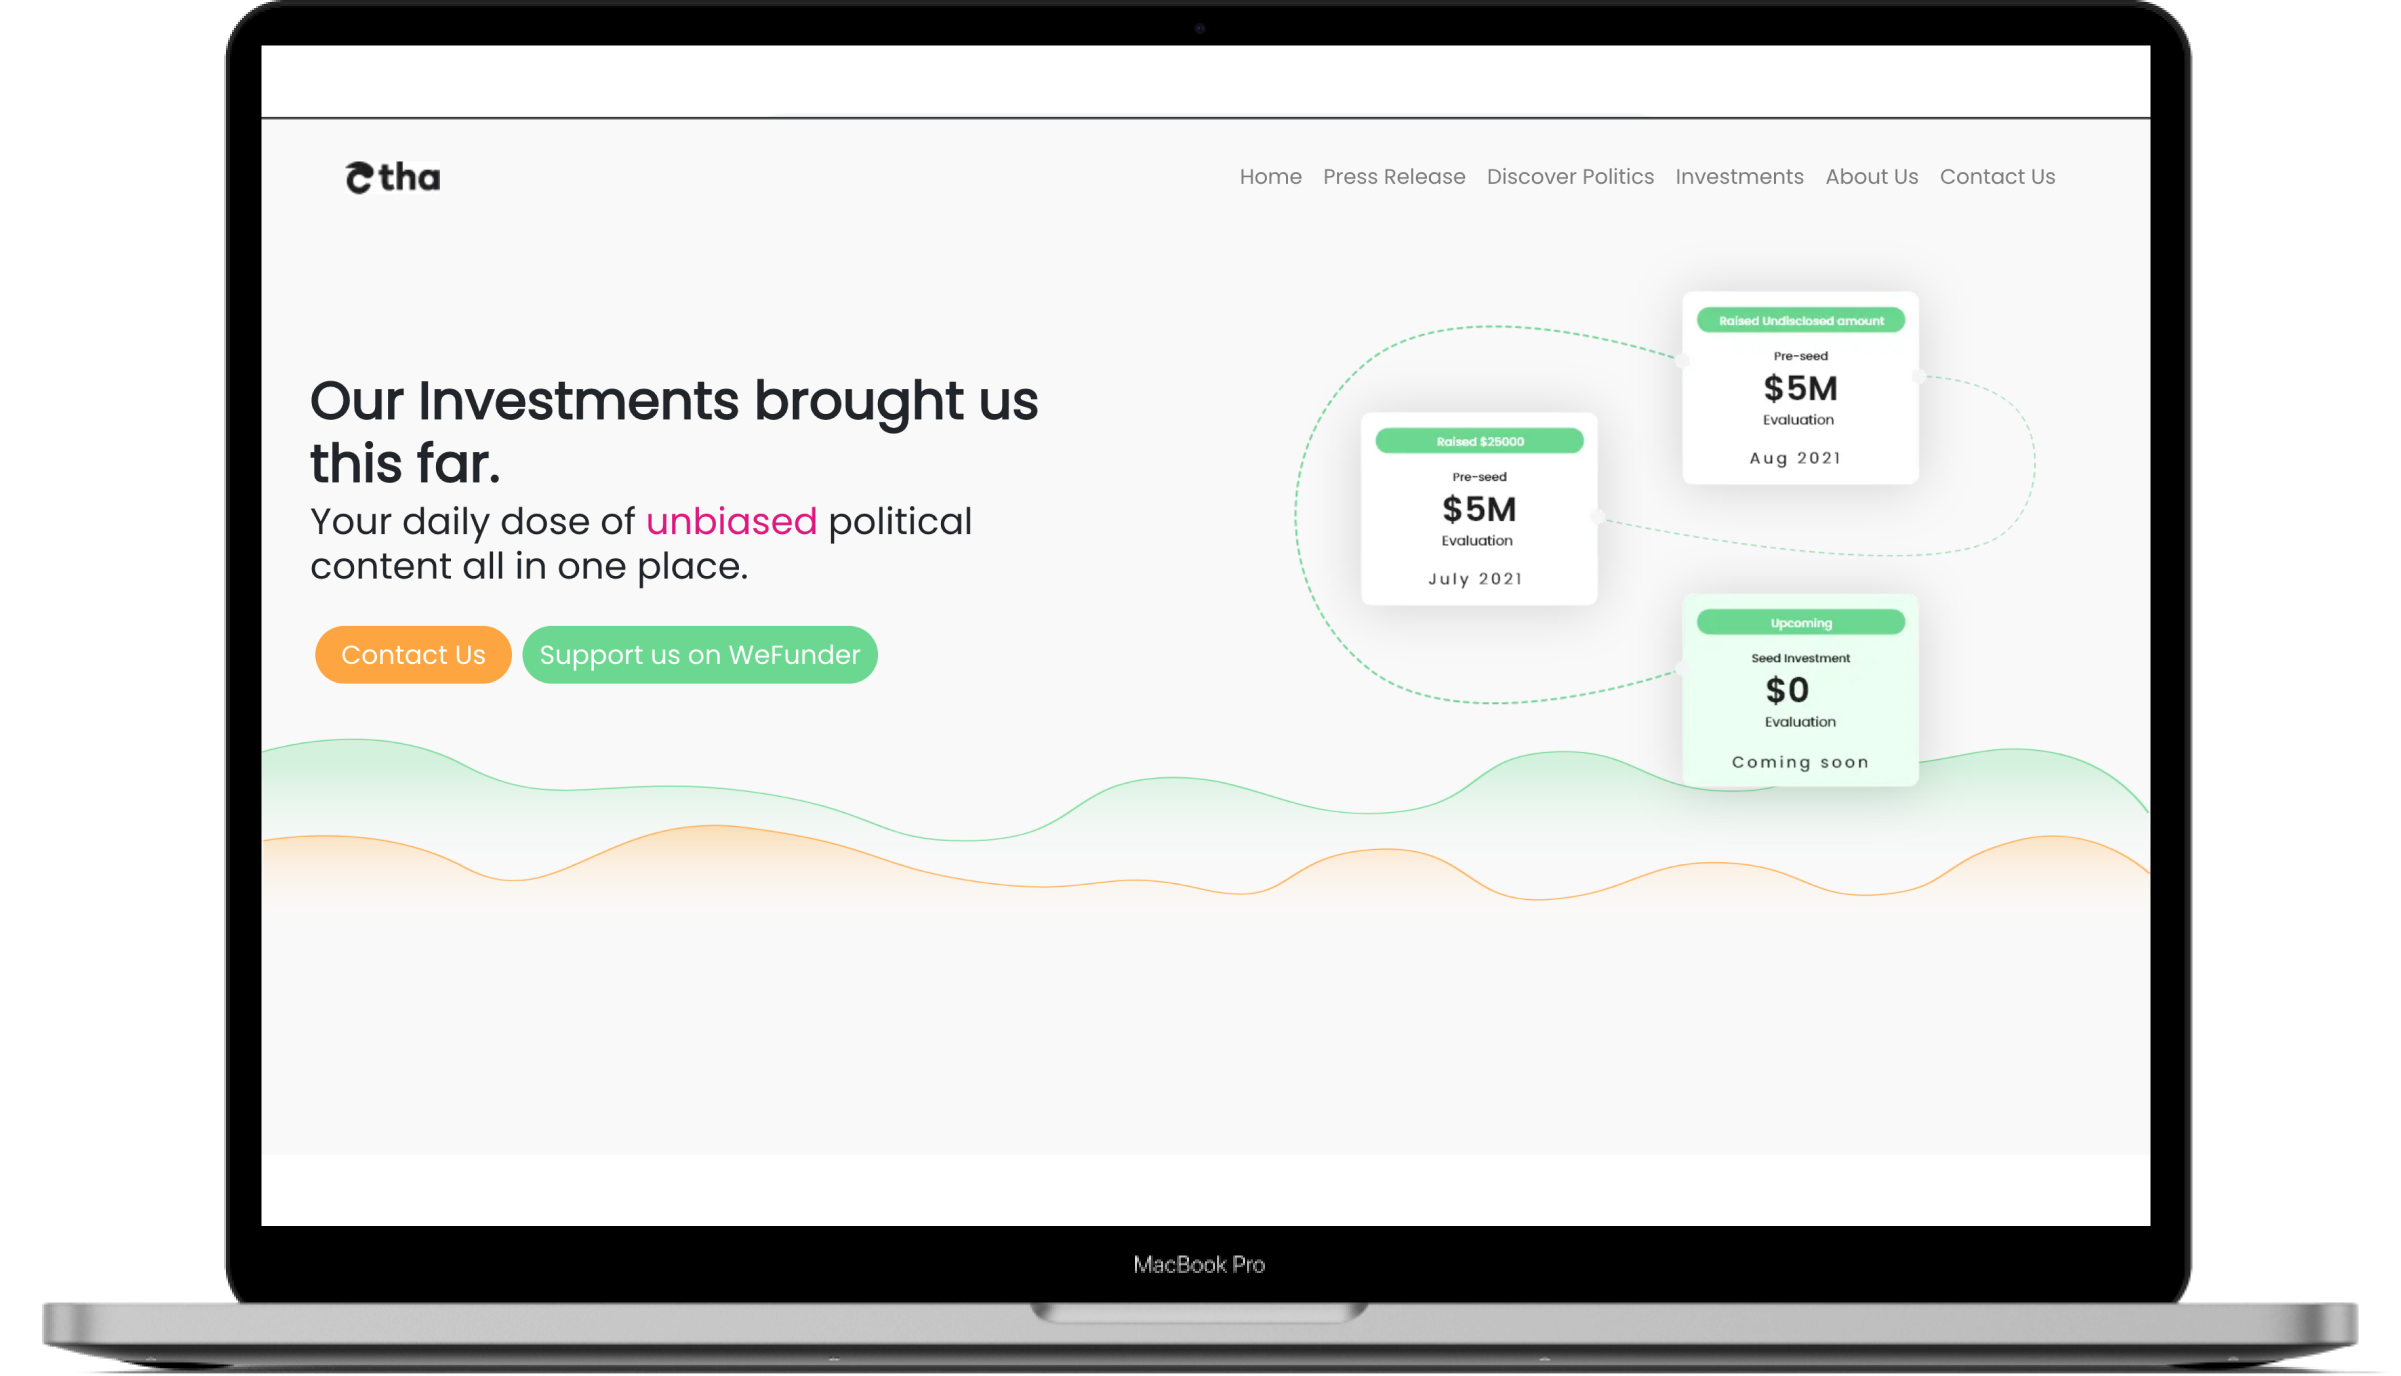 tha
Home Press Release Discover Politics Investments About Us Contact Us
Our Investments brought us
this far.
Your daily dose of unbiased political
content all in one place.
Contact Us Support us on WeFunder
Raised $25000
Pre-seed
$5M
Evaluation
July 2021
Raised Undisclosed amount
Pre-seed
$5M
Evaluation
Aug 2021
Upcoming
Seed Investment
$0
Evaluation
Coming soon
MacBook Pro